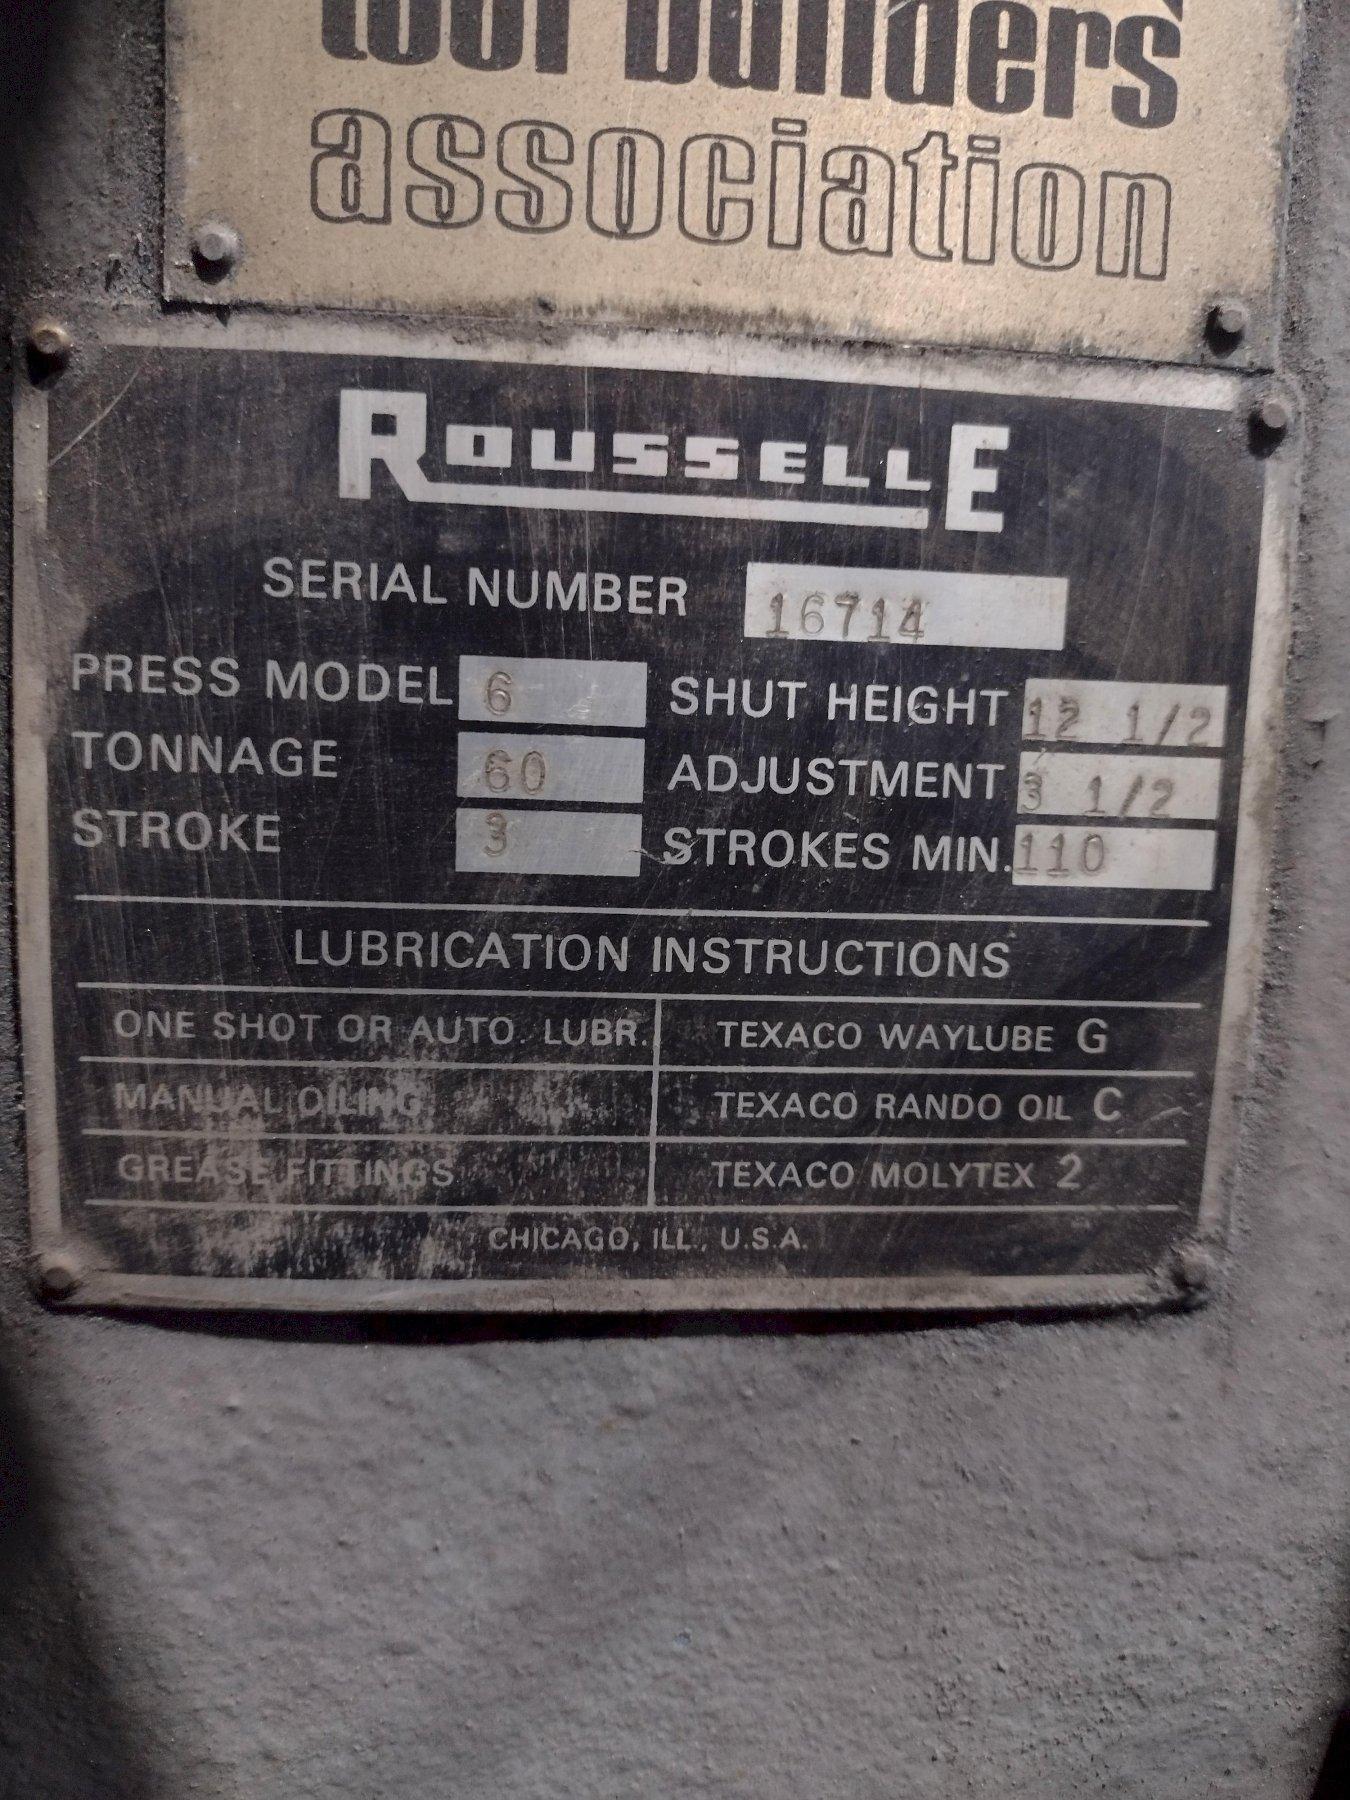 tool builders
association
ROUSSELLE
SERIAL NUMBER 16714
PRESS MODEL 6 SHUT HEIGHT 12 1/2
TONNAGE 60 ADJUSTMENT 3 1/2
STROKE 3 STROKES MIN. 110
LUBRICATION INSTRUCTIONS
ONE SHOT OR AUTO. LUBR. TEXACO WAYLUBE G
MANUAL OILING TEXACO RANDO OIL C
GREASE FITTINGS TEXACO MOLYTEX 2
CHICAGO, ILL., U.S.A.